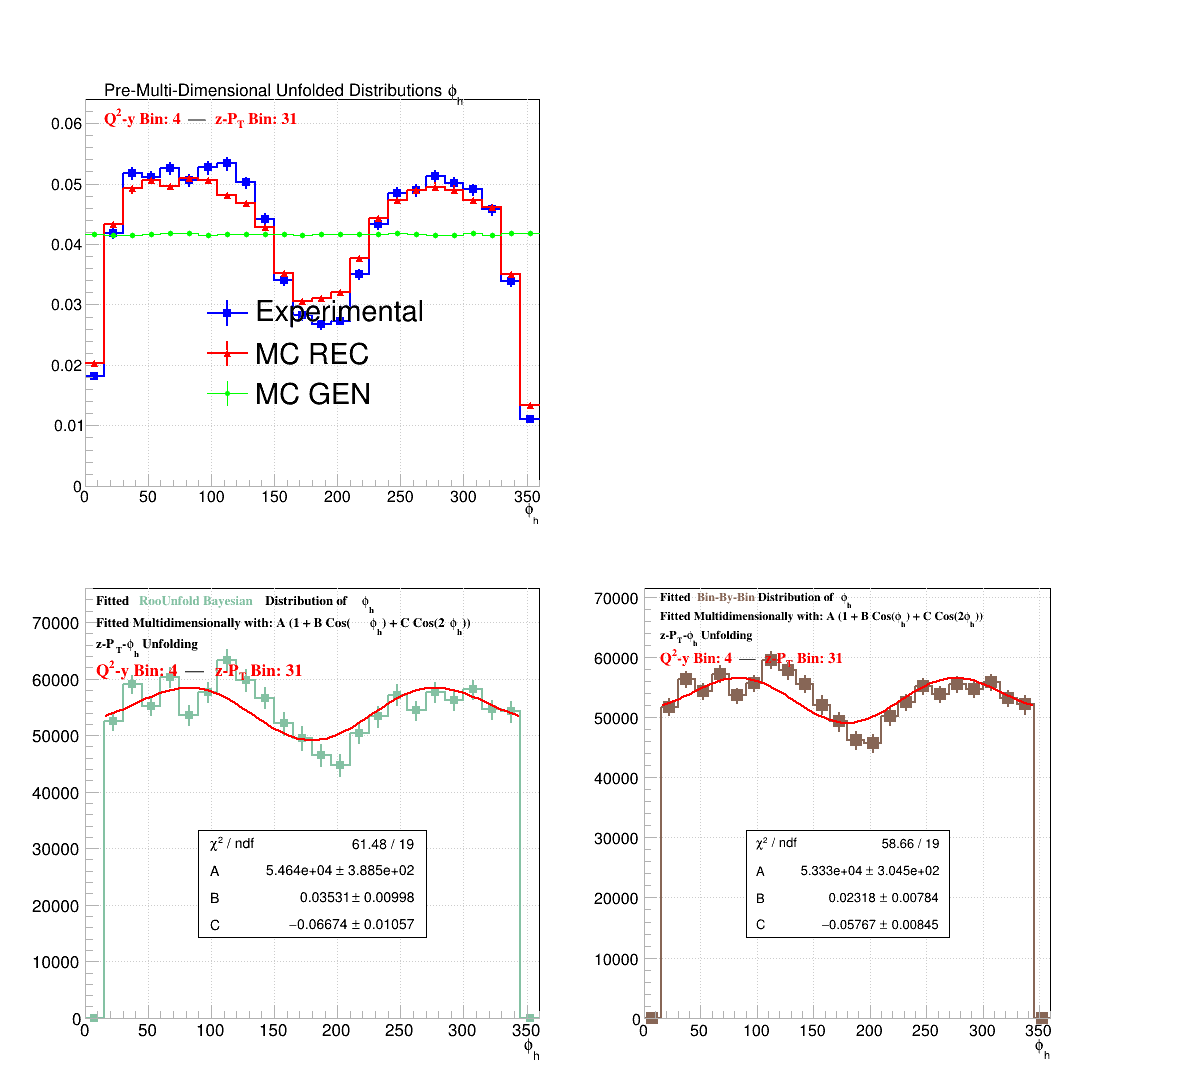 Pre-Multi-Dimensional Unfolded Distributions ϕh
Q2-y Bin: 4 — z-PT Bin: 31
0.06
0.05
0.04
0.03
0.02
0.01
0
Experimental
MC REC
MC GEN
0 50 100 150 200 250 300 350
ϕh
Fitted RooUnfold Bayesian Distribution of ϕh
Fitted Multidimensionally with: A (1 + B Cos( ϕh) + C Cos(2 ϕh))
z-PT-ϕh Unfolding
Q2-y Bin: 4 — z-PT Bin: 31
70000
60000
50000
40000
30000
20000
10000
0
χ2 / ndf 61.48 / 19
A 5.464e+04 ± 3.885e+02
B 0.03531 ± 0.00998
C −0.06674 ± 0.01057
0 50 100 150 200 250 300 350
ϕh
Fitted Bin-By-Bin Distribution of ϕh
Fitted Multidimensionally with: A (1 + B Cos(ϕh) + C Cos(2ϕh))
z-PT-ϕh Unfolding
Q2-y Bin: 4 — z-PT Bin: 31
70000
60000
50000
40000
30000
20000
10000
0
χ2 / ndf 58.66 / 19
A 5.333e+04 ± 3.045e+02
B 0.02318 ± 0.00784
C −0.05767 ± 0.00845
0 50 100 150 200 250 300 350
ϕh